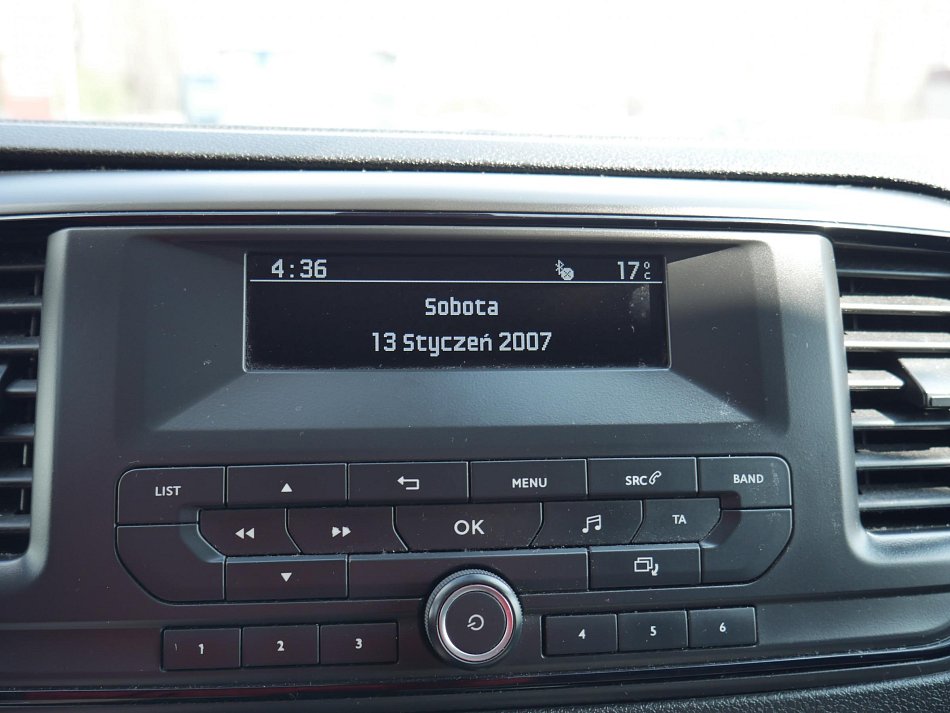 4:36 17°C
Sobota
13 Styczeń 2007
LIST MENU SRC BAND
OK TA
1 2 3 4 5 6